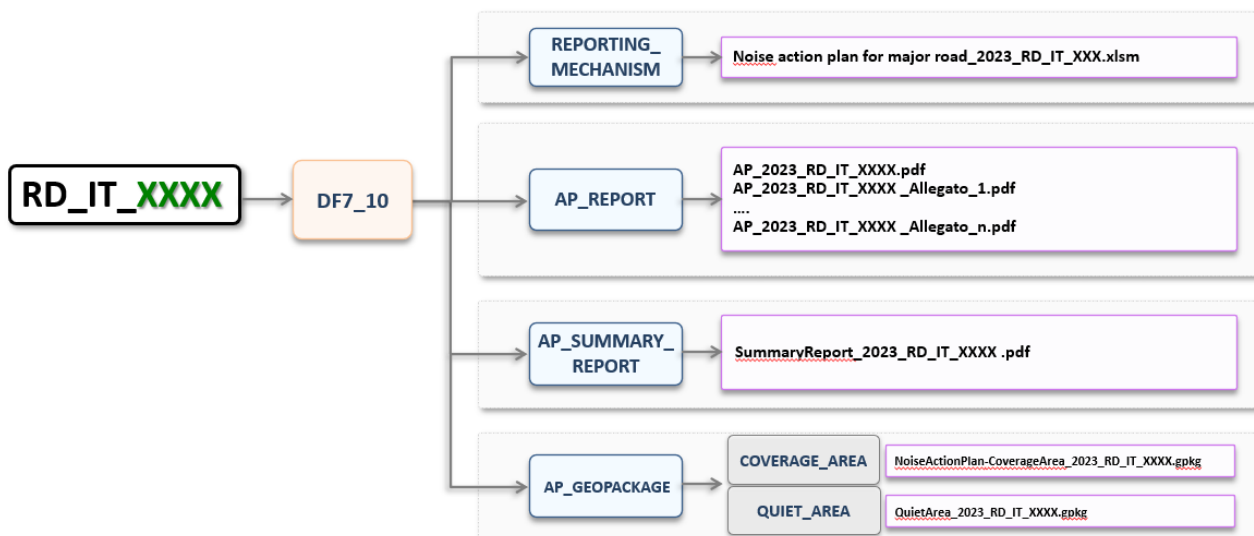 RD_IT_XXXX
DF7_10
REPORTING_
MECHANISM
Noise action plan for major road_2023_RD_IT_XXX.xlsm
AP_REPORT
AP_2023_RD_IT_XXXX.pdf
AP_2023_RD_IT_XXXX _Allegato_1.pdf
....
AP_2023_RD_IT_XXXX _Allegato_n.pdf
AP_SUMMARY_
REPORT
SummaryReport_2023_RD_IT_XXXX .pdf
AP_GEOPACKAGE
COVERAGE_AREA
NoiseActionPlan-CoverageArea_2023_RD_IT_XXXX.gpkg
QUIET_AREA
QuietArea_2023_RD_IT_XXXX.gpkg